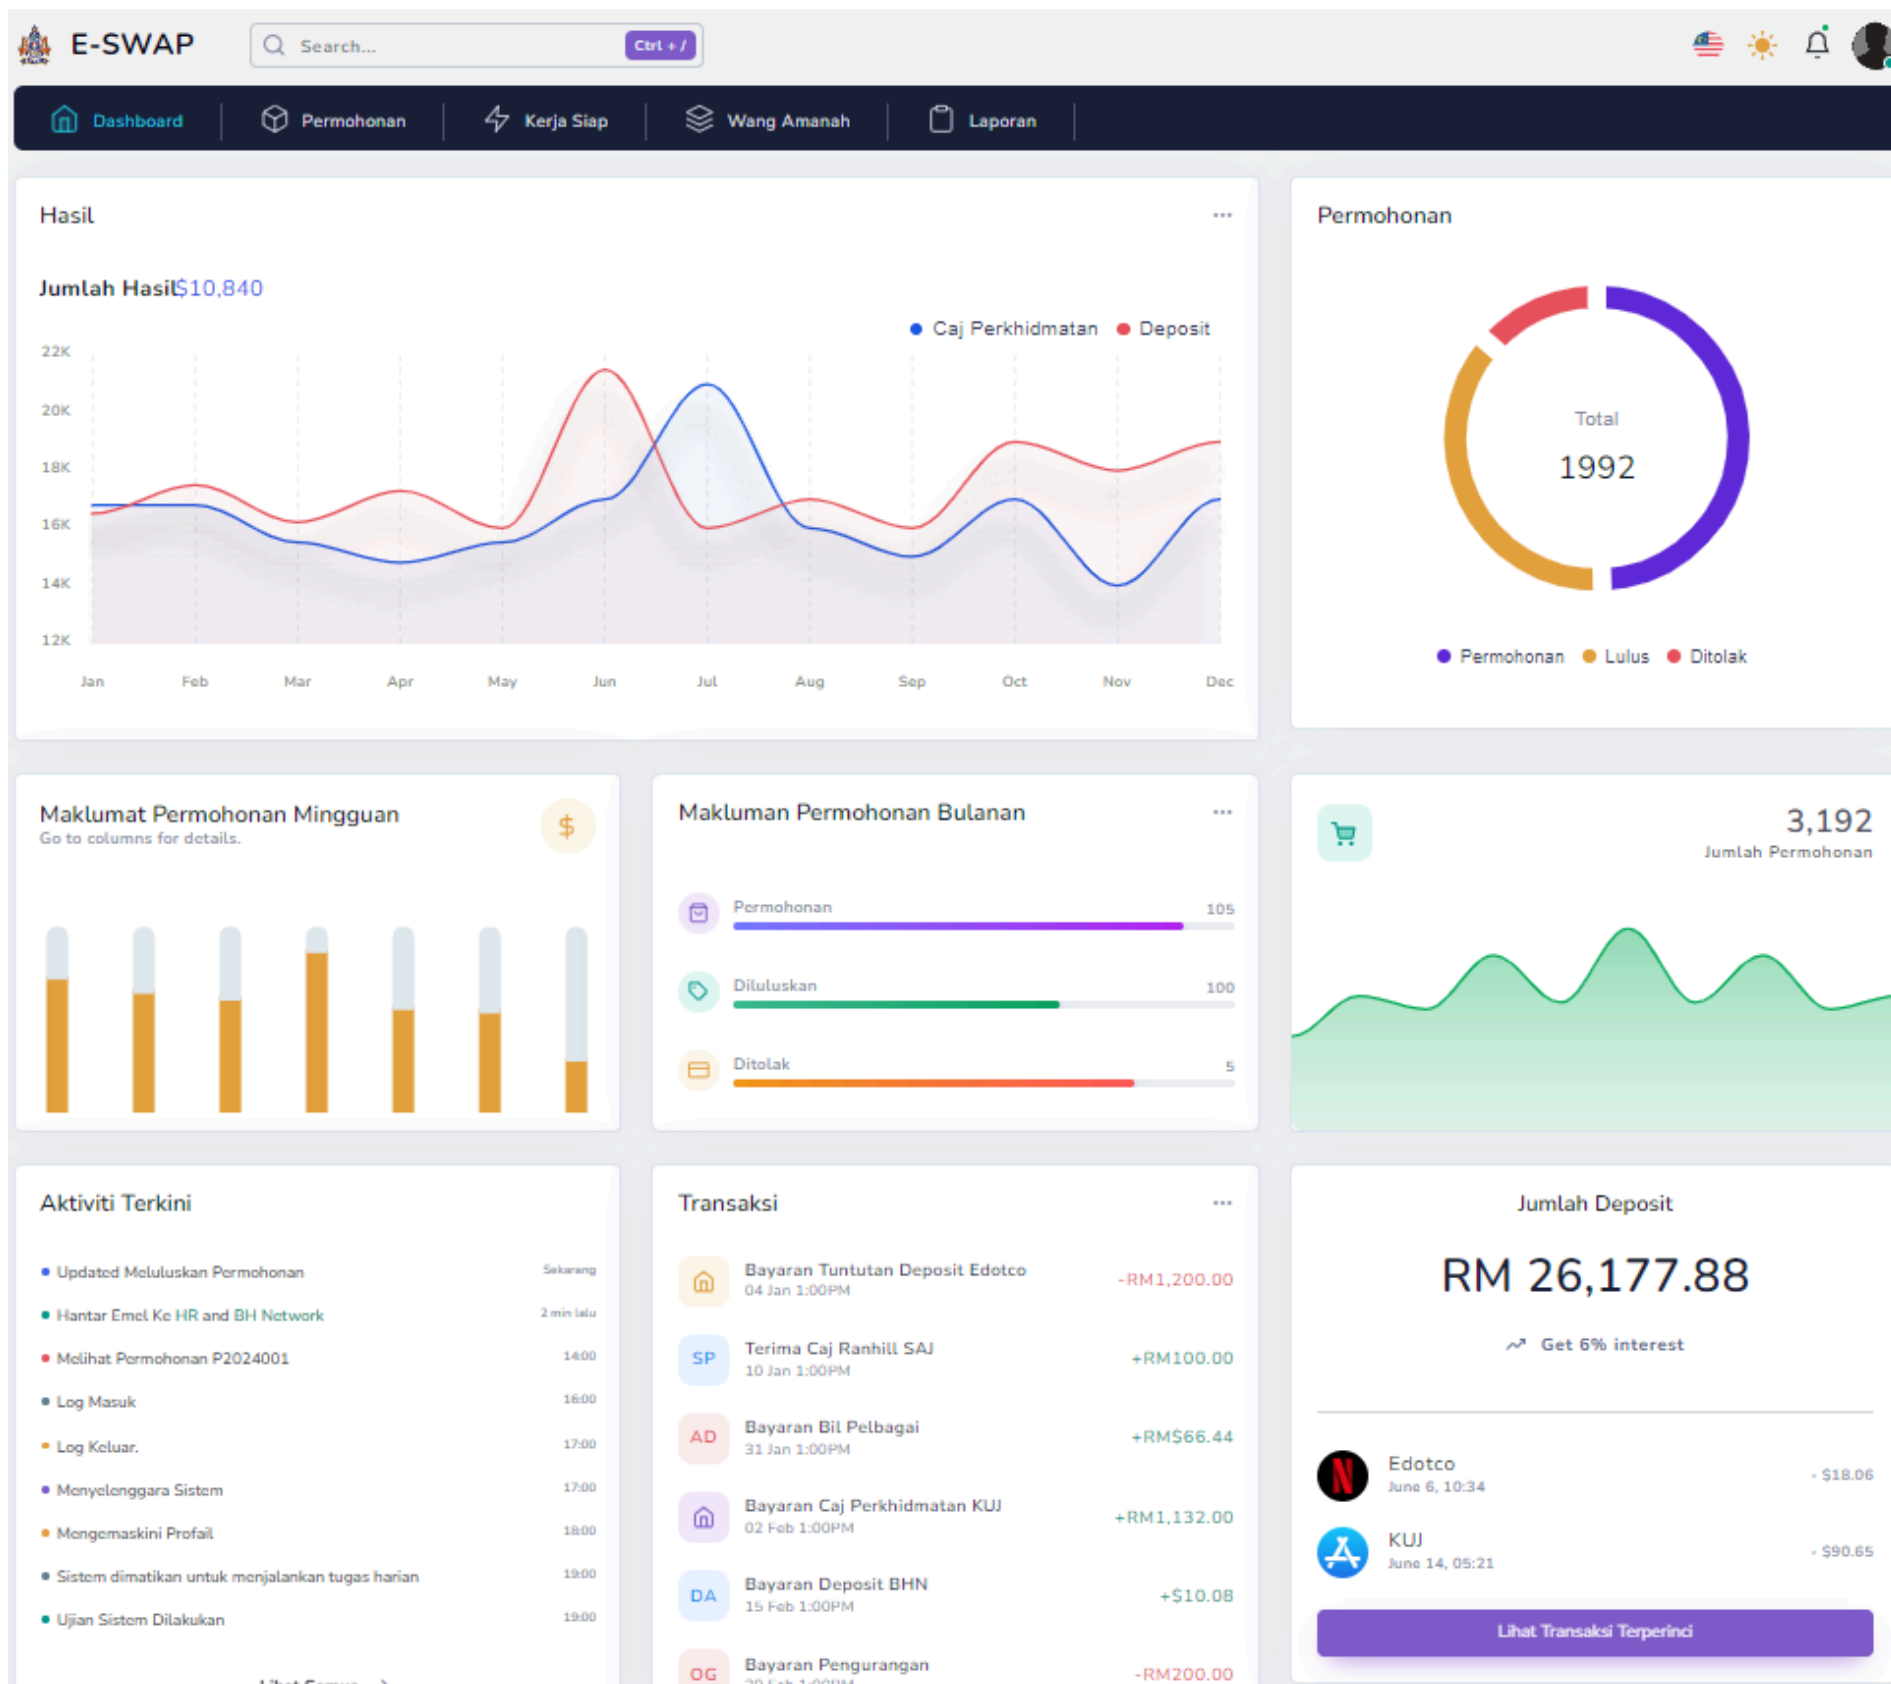 E-SWAP
Search...
Ctrl + /
Dashboard
Permohonan
Kerja Siap
Wang Amanah
Laporan
Hasil
Jumlah Hasil$10,840
Caj Perkhidmatan
Deposit
22K
20K
18K
16K
14K
12K
Jan Feb Mar Apr May Jun Jul Aug Sep Oct Nov Dec
Permohonan
Total
1992
Permohonan Lulus Ditolak
Maklumat Permohonan Mingguan
Go to columns for details.
$
Makluman Permohonan Bulanan
Permohonan 105
Diluluskan 100
Ditolak 5
3,192
Jumlah Permohonan
Aktiviti Terkini
Updated Meluluskan Permohonan Sekarang
Hantar Emel Ke HR and BH Network 2 min lalu
Melihat Permohonan P2024001 14:00
Log Masuk 16:00
Log Keluar. 17:00
Menyelenggara Sistem 17:00
Mengemaskini Profail 18:00
Sistem dimatikan untuk menjalankan tugas harian 19:00
Ujian Sistem Dilakukan 19:00
Transaksi
Bayaran Tuntutan Deposit Edotco -RM1,200.00
04 Jan 1:00PM
SP
Terima Caj Ranhill SAJ +RM100.00
10 Jan 1:00PM
AD
Bayaran Bil Pelbagai +RM$66.44
31 Jan 1:00PM
Bayaran Caj Perkhidmatan KUJ +RM1,132.00
02 Feb 1:00PM
DA
Bayaran Deposit BHN +$10.08
15 Feb 1:00PM
OG
Bayaran Pengurangan -RM200.00
Jumlah Deposit
RM 26,177.88
Get 6% interest
Edotco - $18.06
June 6, 10:34
KUJ - $90.65
June 14, 05:21
Lihat Transaksi Terperinci